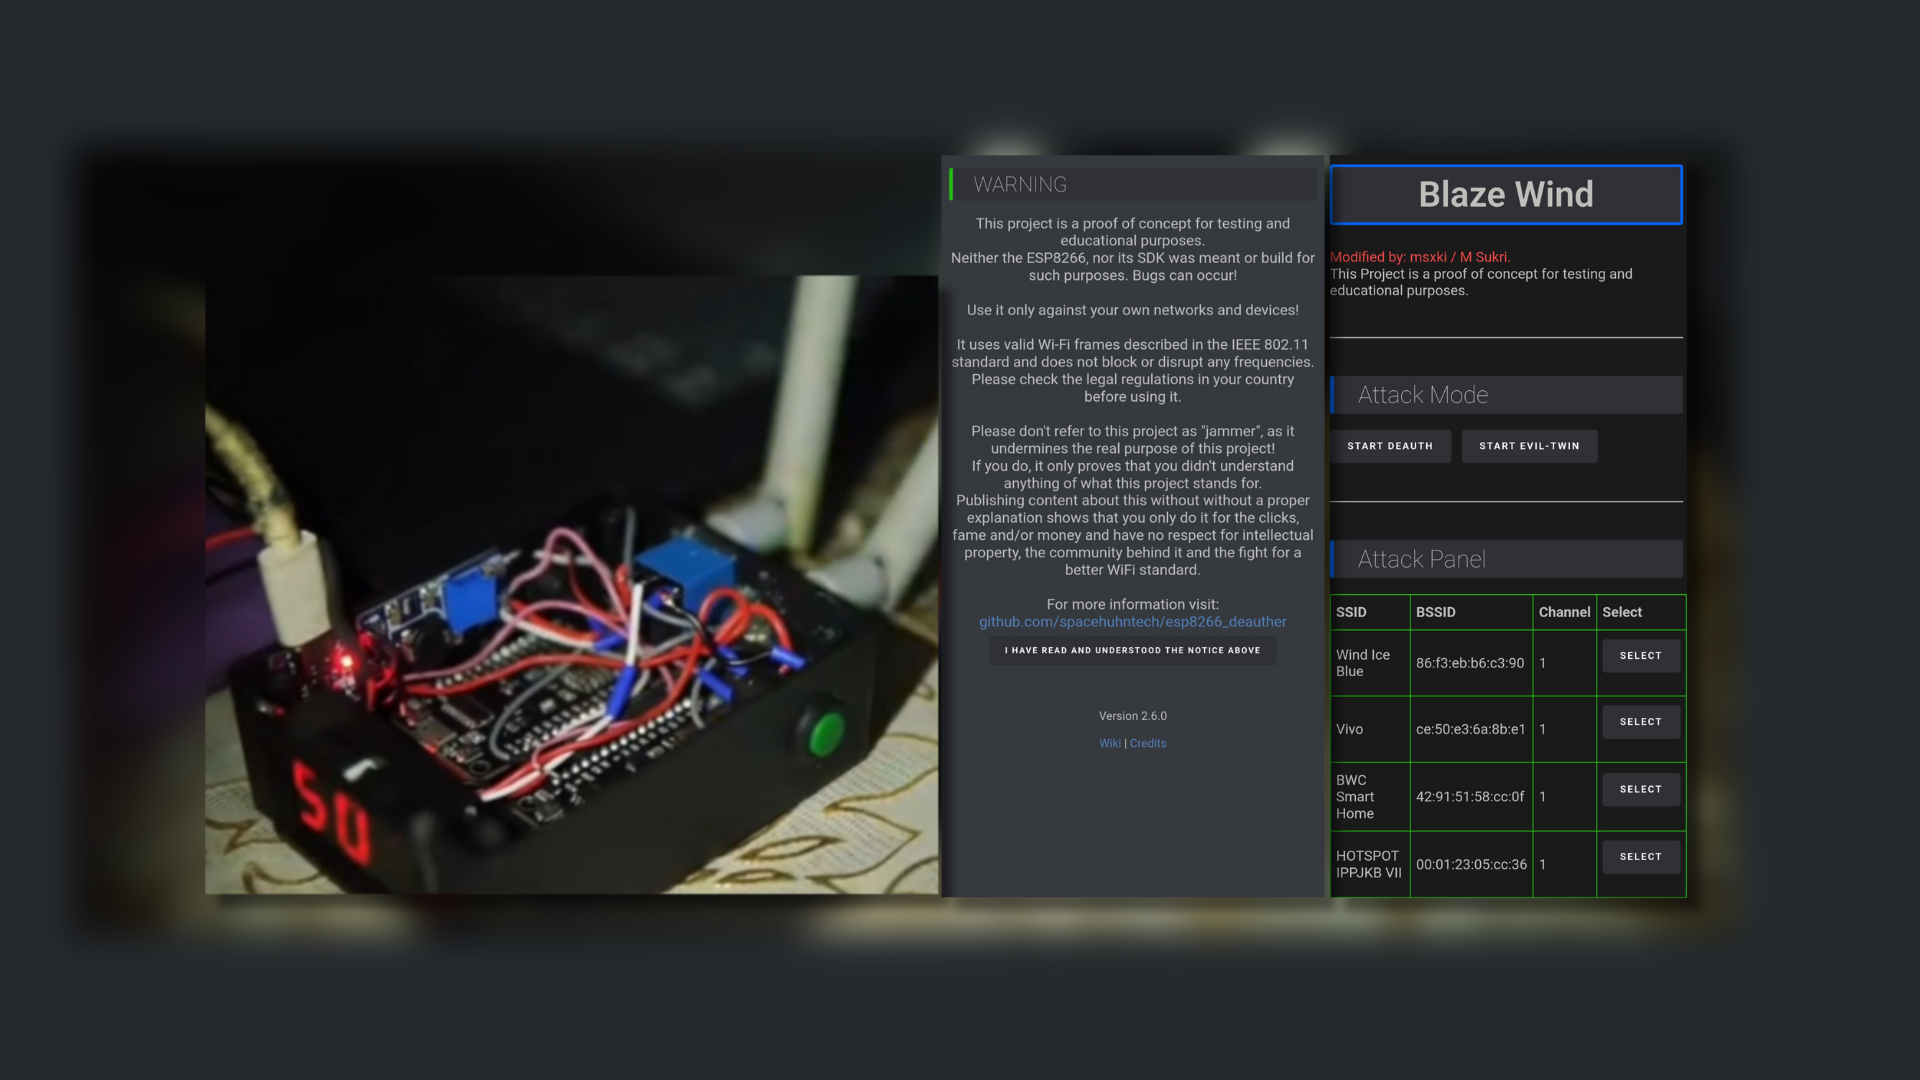 50
WARNING
This project is a proof of concept for testing and
educational purposes.
Neither the ESP8266, nor its SDK was meant or build for
such purposes. Bugs can occur!
Use it only against your own networks and devices!
It uses valid Wi-Fi frames described in the IEEE 802.11
standard and does not block or disrupt any frequencies.
Please check the legal regulations in your country
before using it.
Please don't refer to this project as "jammer", as it
undermines the real purpose of this project!
If you do, it only proves that you didn't understand
anything of what this project stands for.
Publishing content about this without without a proper
explanation shows that you only do it for the clicks,
fame and/or money and have no respect for intellectual
property, the community behind it and the fight for a
better WiFi standard.
For more information visit:
github.com/spacehuhntech/esp8266_deauther
I HAVE READ AND UNDERSTOOD THE NOTICE ABOVE
Version 2.6.0
Wiki | Credits
Blaze Wind
Modified by: msxki / M Sukri.
This Project is a proof of concept for testing and
educational purposes.
Attack Mode
START DEAUTH START EVIL-TWIN
Attack Panel
SSID BSSID Channel Select
Wind Ice
Blue 86:f3:eb:b6:c3:90 1 SELECT
Vivo ce:50:e3:6a:8b:e1 1 SELECT
BWC
Smart
Home 42:91:51:58:cc:0f 1 SELECT
HOTSPOT
IPPJKB VII 00:01:23:05:cc:36 1 SELECT